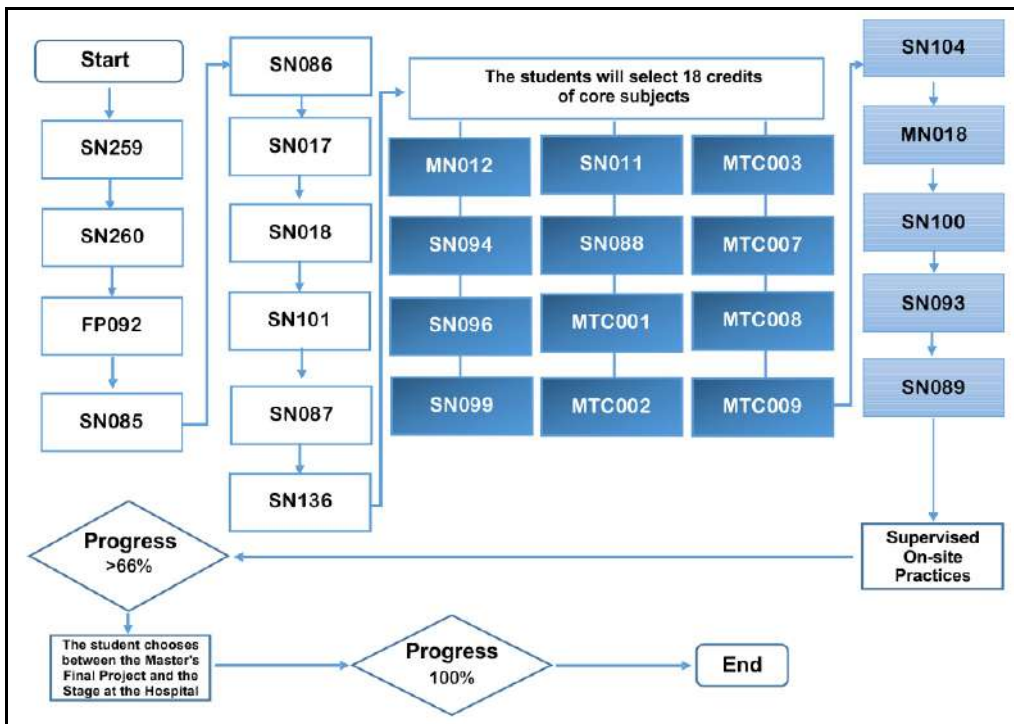 Start
SN259
SN260
FP092
SN085
SN086
SN017
SN018
SN101
SN087
SN136
The students will select 18 credits
of core subjects
MN012
SN094
SN096
SN099
SN011
SN088
MTC001
MTC002
MTC003
MTC007
MTC008
MTC009
SN104
MN018
SN100
SN093
SN089
Supervised
On-site
Practices
Progress
>66%
The student chooses
between the Master's
Final Project and the
Stage at the Hospital
Progress
100%
End